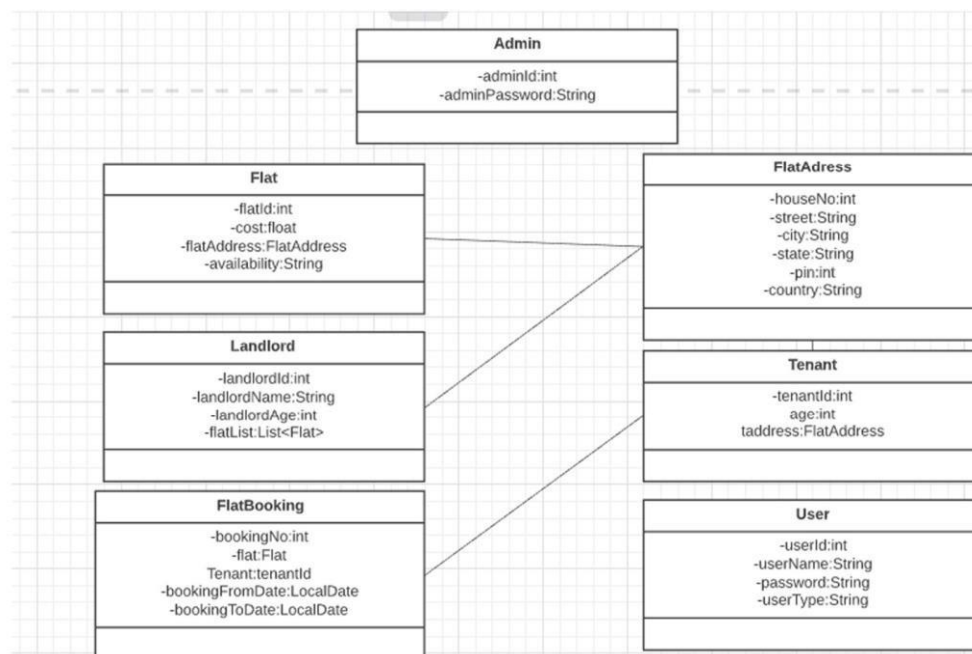 Admin
-adminId:int
-adminPassword:String
Flat
-flatId:int
-cost:float
-flatAddress:FlatAddress
-availability:String
FlatAdress
-houseNo:int
-street:String
-city:String
-state:String
-pin:int
-country:String
Landlord
-landlordId:int
-landlordName:String
-landlordAge:int
-flatList:List<Flat>
Tenant
-tenantId:int
age:int
taddress:FlatAddress
FlatBooking
-bookingNo:int
-flat:Flat
Tenant:tenantId
-bookingFromDate:LocalDate
-bookingToDate:LocalDate
User
-userId:int
-userName:String
-password:String
-userType:String